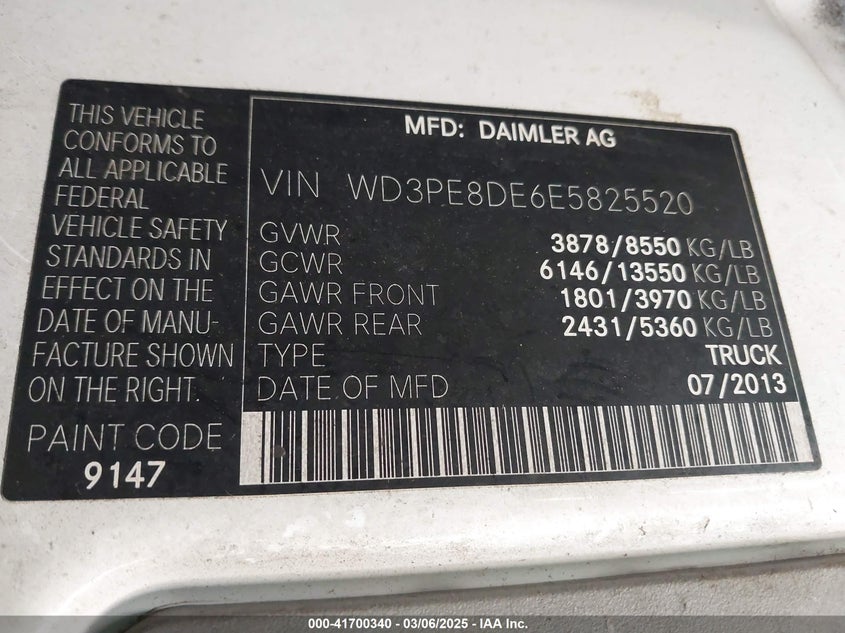 THIS VEHICLE
CONFORMS TO
ALL APPLICABLE
FEDERAL
VEHICLE SAFETY
STANDARDS IN
EFFECT ON THE
DATE OF MANU-
FACTURE SHOWN
ON THE RIGHT.
PAINT CODE
9147
MFD: DAIMLER AG
VIN WD3PE8DE6E5825520
GVWR 3878/8550 KG/LB
GCWR 6146/13550 KG/LB
GAWR FRONT 1801/3970 KG/LB
GAWR REAR 2431/5360 KG/LB
TYPE TRUCK
DATE OF MFD 07/2013
000-41700340 - 03/06/2025 - IAA Inc.